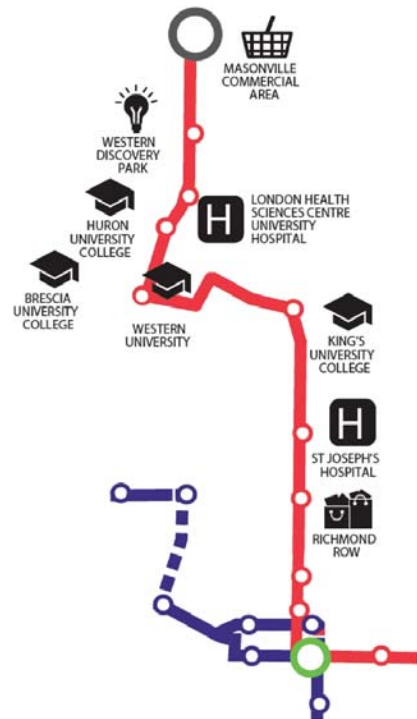 MASONVILLE
COMMERCIAL
AREA
WESTERN
DISCOVERY
PARK
HURON
UNIVERSITY
COLLEGE
H
LONDON HEALTH
SCIENCES CENTRE
UNIVERSITY
HOSPITAL
BRESCIA
UNIVERSITY
COLLEGE
WESTERN
UNIVERSITY
KING'S
UNIVERSITY
COLLEGE
H
ST JOSEPH'S
HOSPITAL
RICHMOND
ROW